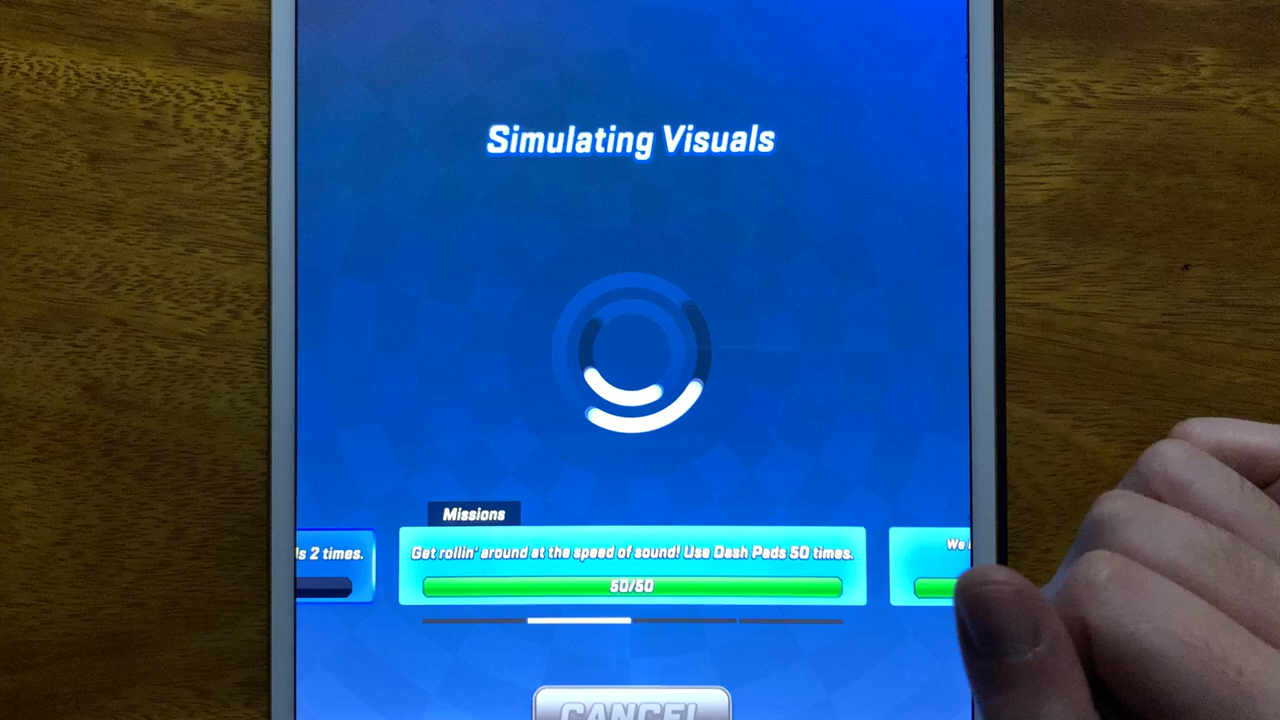 Simulating Visuals
Missions
ls 2 times.
Get rollin' around at the speed of sound! Use Dash Pads 50 times.
We
50/50
CANCEL